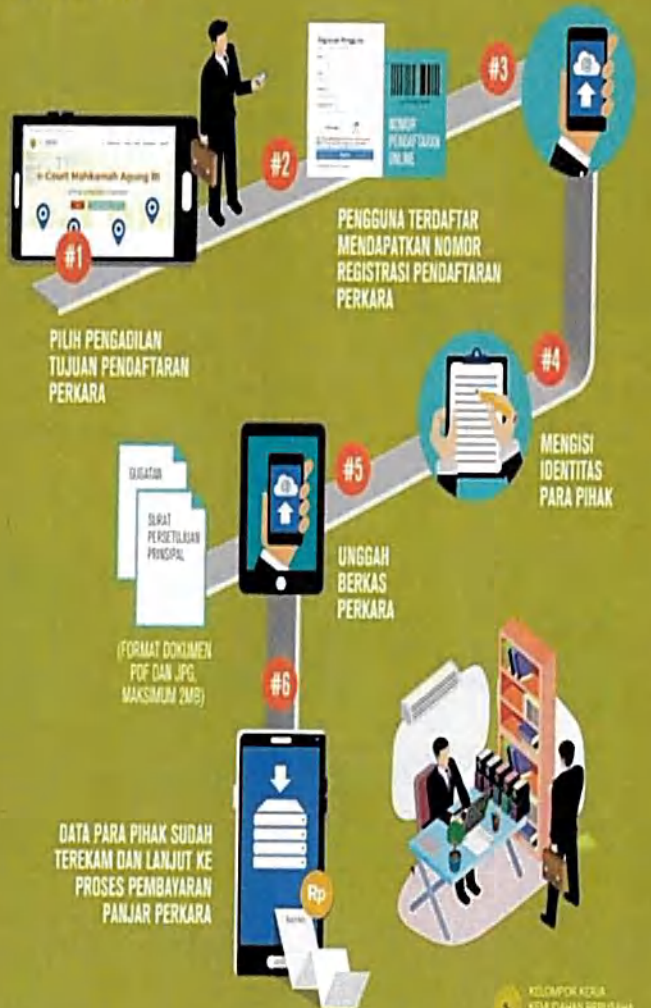 e-Court Mahkamah Agung RI
#1
PILIH PENGADILAN
TUJUAN PENDAFTARAN
PERKARA
#2
NOMOR
PENDAFTARAN
ONLINE
PENGGUNA TERDAFTAR
MENDAPATKAN NOMOR
REGISTRASI PENDAFTARAN
PERKARA
#3
#4
MENGISI
IDENTITAS
PARA PIHAK
#5
UNGGAH
BERKAS
PERKARA
GUGATAN
SURAT
PERSETUJUAN
PRINSIPAL
(FORMAT DOKUMEN
PDF DAN JPG,
MAKSIMUM 2MB)
#6
DATA PARA PIHAK SUDAH
TEREKAM DAN LANJUT KE
PROSES PEMBAYARAN
PANJAR PERKARA
Rp
KELOMPOK KERJA